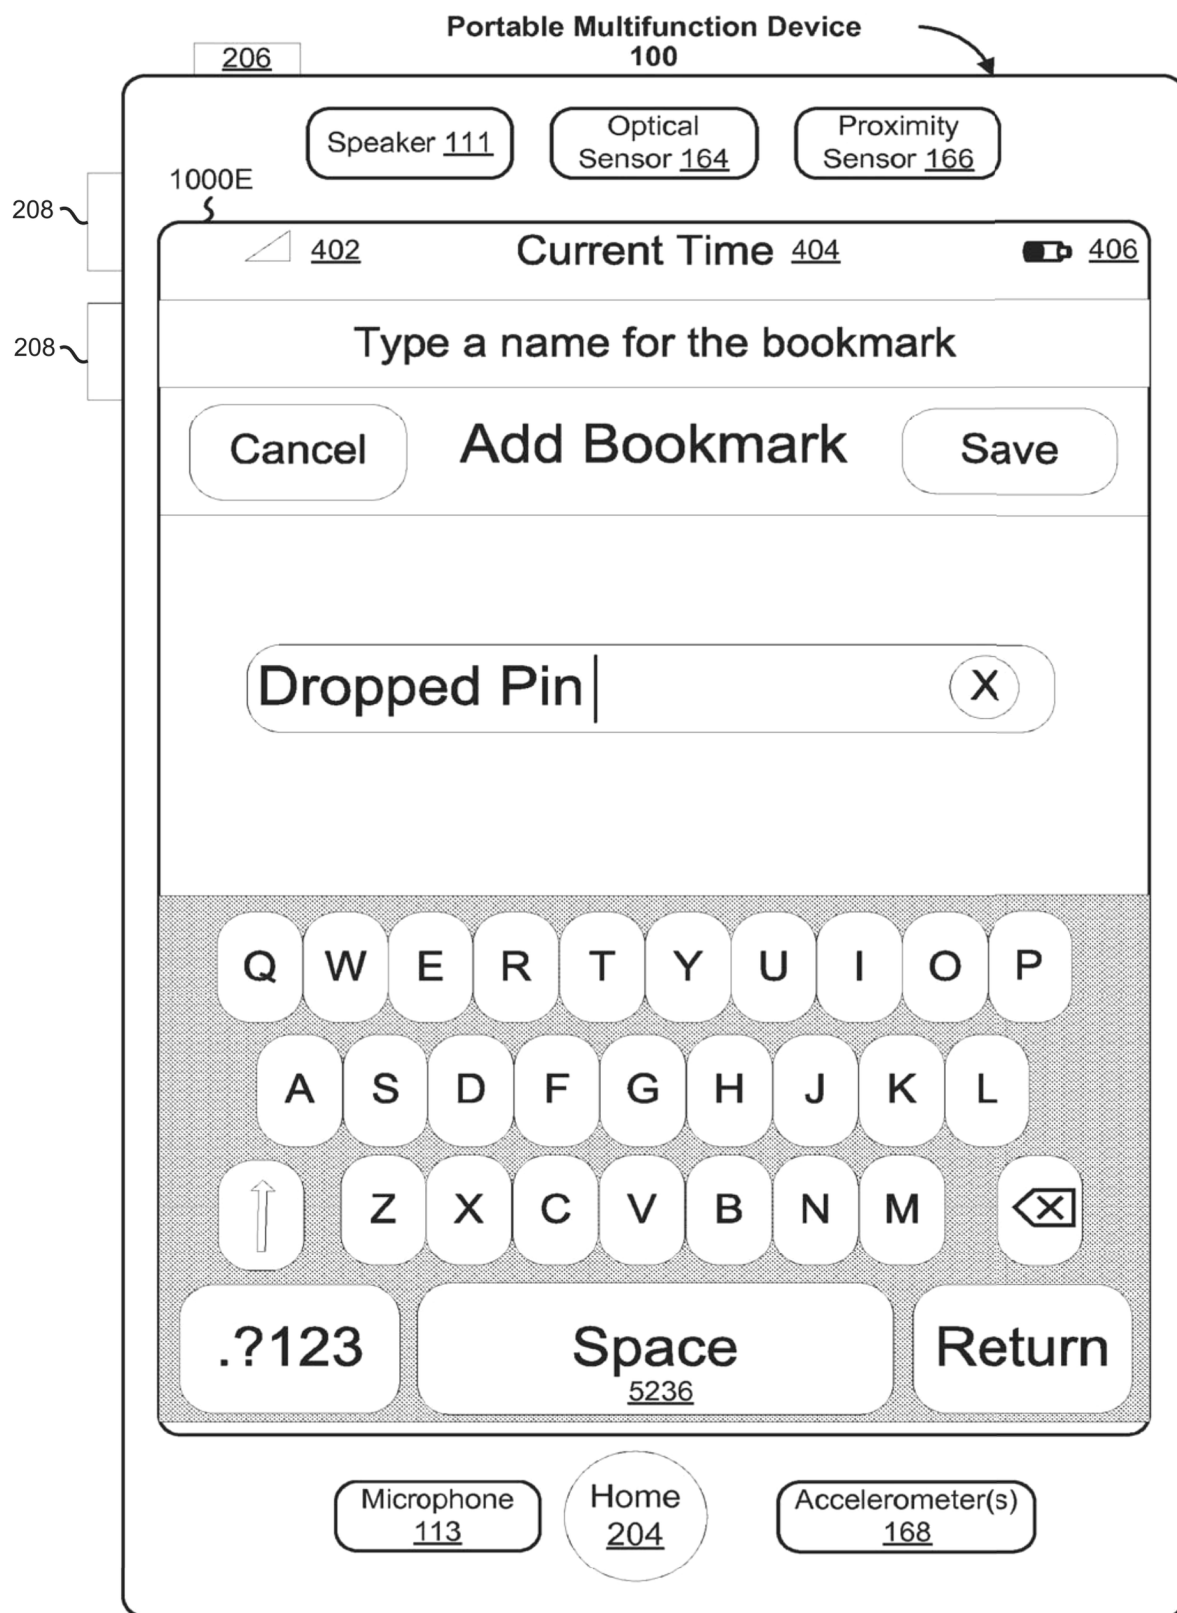 Portable Multifunction Device
100
206
Speaker 111
Optical
Sensor 164
Proximity
Sensor 166
1000E
208
402
Current Time 404
406
Type a name for the bookmark
208
Cancel
Add Bookmark
Save
Dropped Pin
X
Q W E R T Y U I O P
A S D F G H J K L
Z X C V B N M
.?123
Space
5236
Return
Microphone
113
Home
204
Accelerometer(s)
168